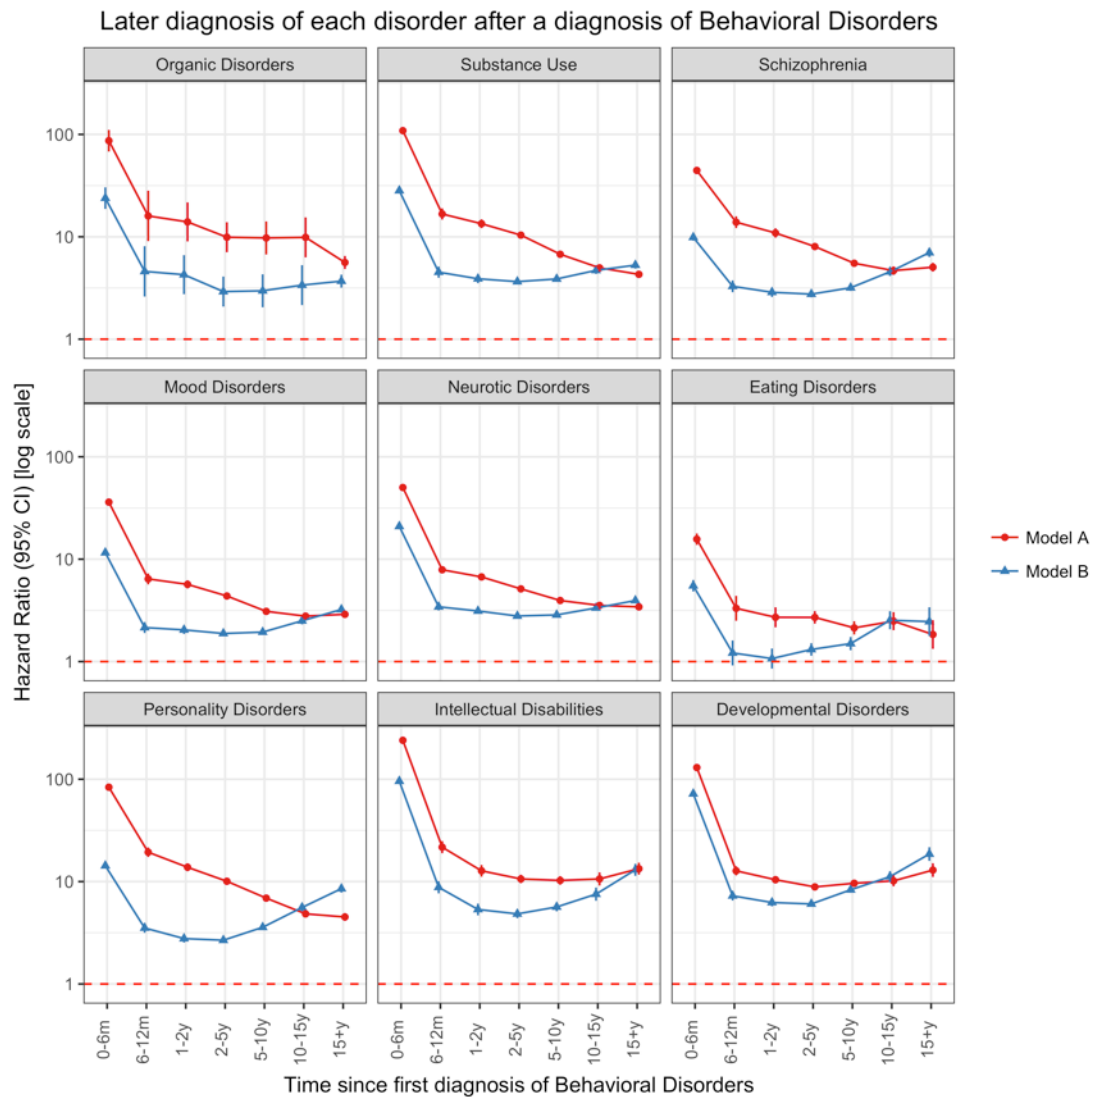 Later diagnosis of each disorder after a diagnosis of Behavioral Disorders
Organic Disorders
Substance Use
Schizophrenia
100
10
1
Mood Disorders
Neurotic Disorders
Eating Disorders
100
10
1
Personality Disorders
Intellectual Disabilities
Developmental Disorders
100
10
1
Hazard Ratio (95% CI) [log scale]
Model A
Model B
0-6m
6-12m
1-2y
2-5y
5-10y
10-15y
15+y
0-6m
6-12m
1-2y
2-5y
5-10y
10-15y
15+y
0-6m
6-12m
1-2y
2-5y
5-10y
10-15y
15+y
Time since first diagnosis of Behavioral Disorders